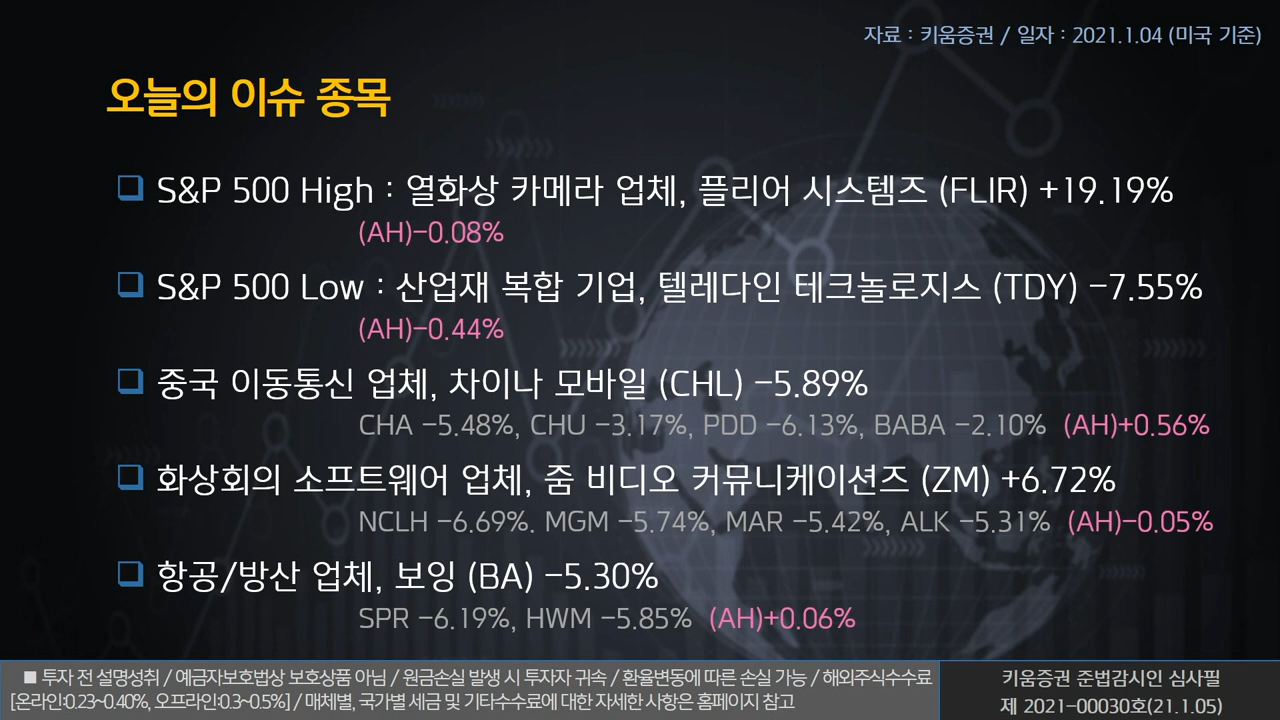 자료 : 키움증권 / 일자 : 2021.1.04 (미국 기준)
오늘의 이슈 종목
❑ S&P 500 High : 열화상 카메라 업체, 플리어 시스템즈 (FLIR) +19.19%
(AH)-0.08%
❑ S&P 500 Low : 산업재 복합 기업, 텔레다인 테크놀로지스 (TDY) -7.55%
(AH)-0.44%
❑ 중국 이동통신 업체, 차이나 모바일 (CHL) -5.89%
CHA -5.48%, CHU -3.17%, PDD -6.13%, BABA -2.10% (AH)+0.56%
❑ 화상회의 소프트웨어 업체, 줌 비디오 커뮤니케이션즈 (ZM) +6.72%
NCLH -6.69%. MGM -5.74%, MAR -5.42%, ALK -5.31% (AH)-0.05%
❑ 항공/방산 업체, 보잉 (BA) -5.30%
SPR -6.19%, HWM -5.85% (AH)+0.06%
■ 투자 전 설명청취 / 예금자보호법상 보호상품 아님 / 원금손실 발생 시 투자자 귀속 / 환율변동에 따른 손실 가능 / 해외주식수수료
[온라인:0.23~0.40%, 오프라인:0.3~0.5%] / 매체별, 국가별 세금 및 기타수수료에 대한 자세한 사항은 홈페이지 참고
키움증권 준법감시인 심사필
제 2021-00030호(21.1.05)